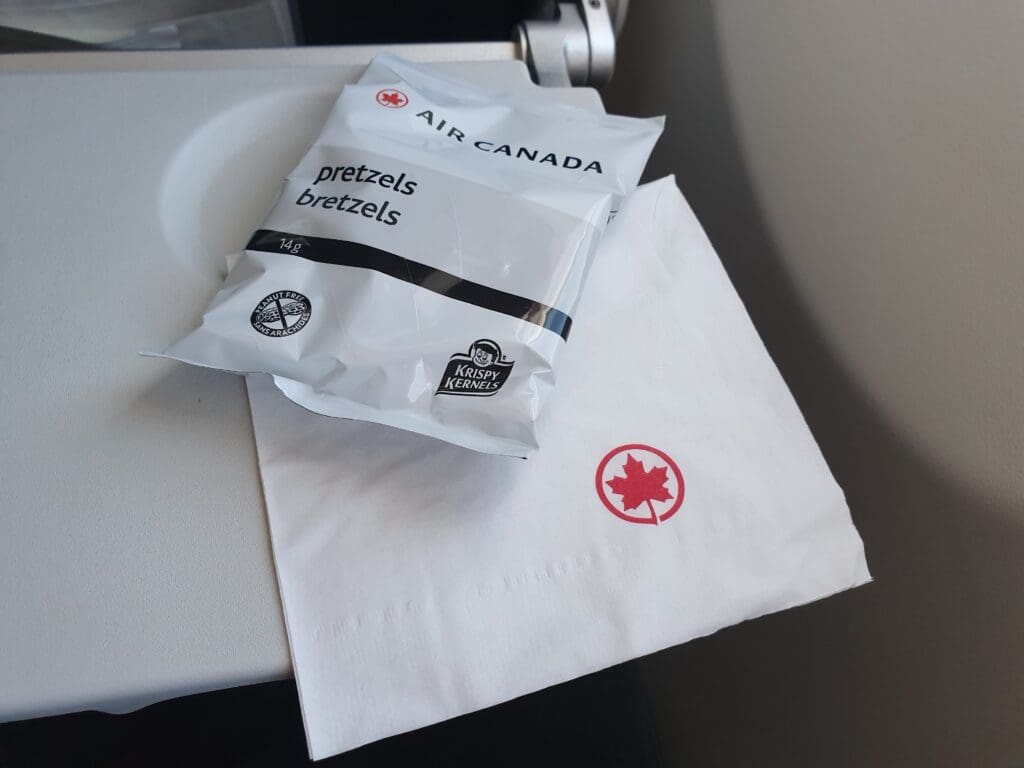 AIR CANADA
pretzels
bretzels
14g
PEANUT FREE
SANS ARACHIDES
KRISPY
KERNELS